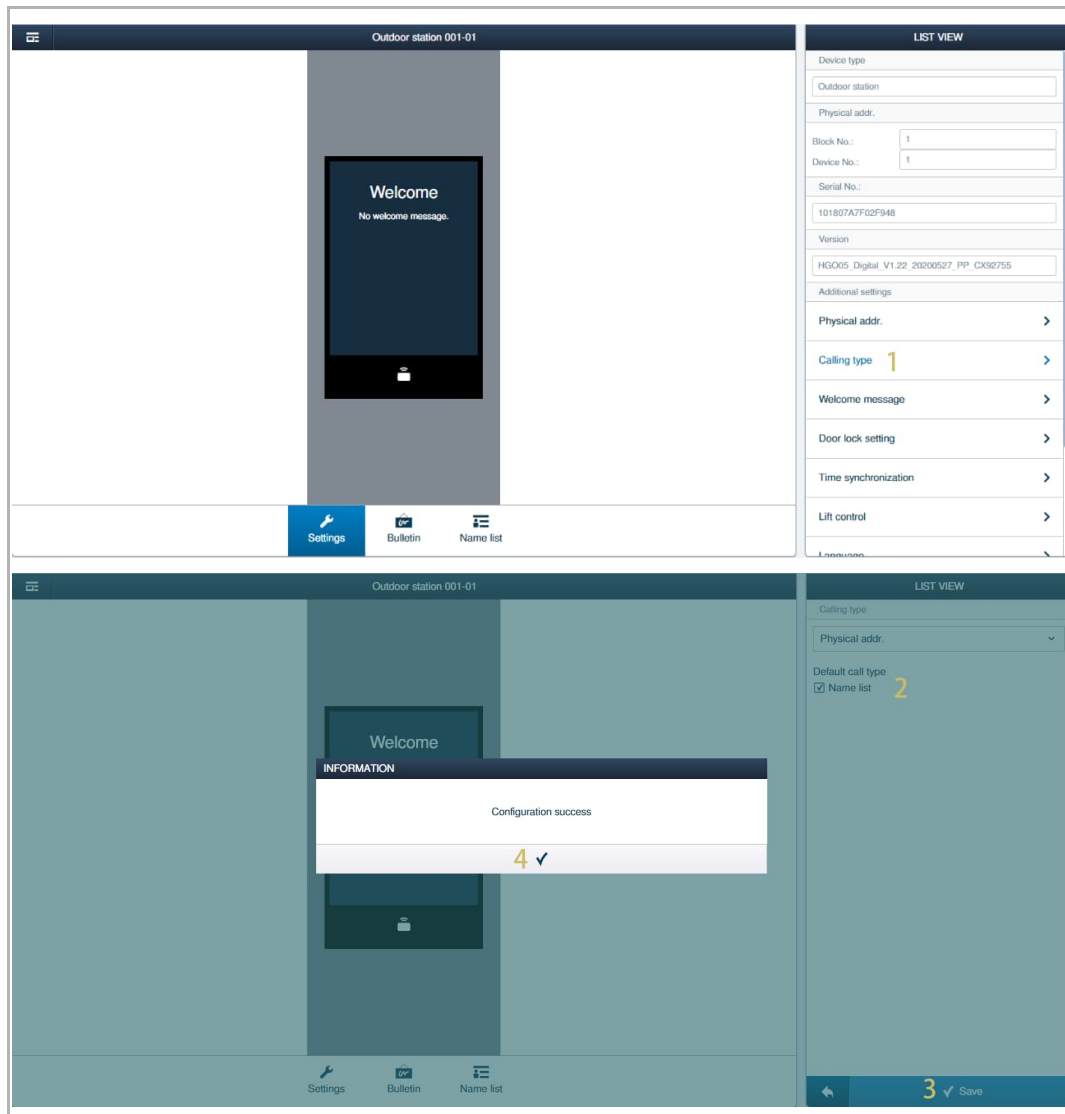 Outdoor station 001-01
LIST VIEW
Device type
Outdoor station
Physical addr.
Block No.: 1
Device No.: 1
Serial No.:
101807A7F02F948
Version
HGO05_Digital_V1.22_20200527_PP_CX92755
Additional settings
Physical addr.
Calling type 1
Welcome message
Door lock setting
Time synchronization
Lift control
Language
Welcome
No welcome message.
Settings Bulletin Name list
Outdoor station 001-01
LIST VIEW
Calling type
Physical addr.
Default call type
Name list 2
Welcome
INFORMATION
Configuration success
4
Settings Bulletin Name list
3 Save